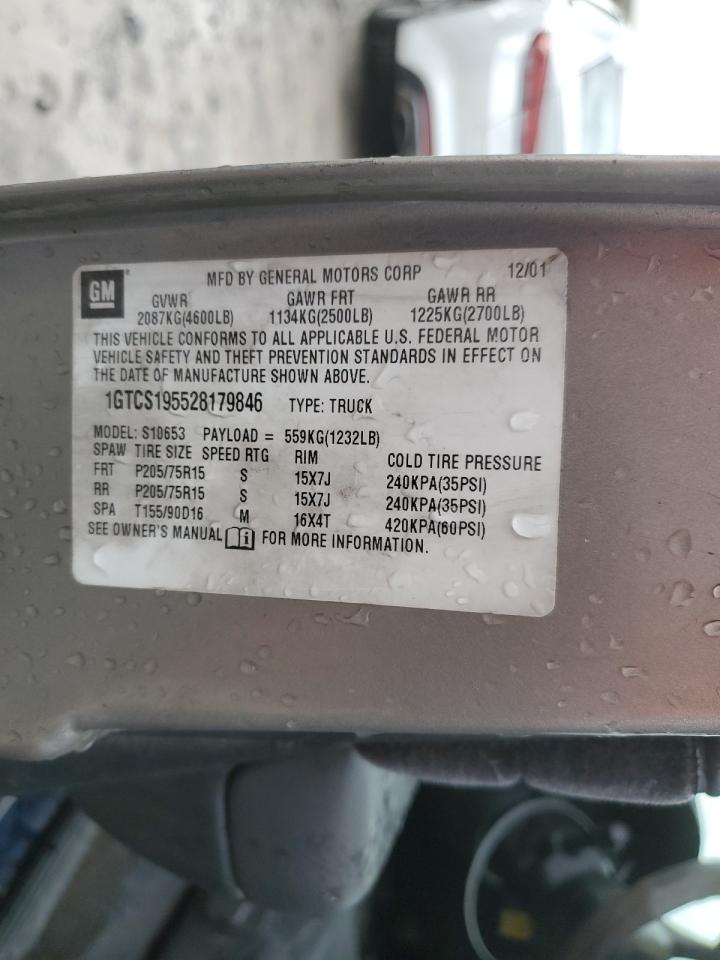 GM
MFD BY GENERAL MOTORS CORP 12/01
GVWR GAWR FRT GAWR RR
2087KG(4600LB) 1134KG(2500LB) 1225KG(2700LB)
THIS VEHICLE CONFORMS TO ALL APPLICABLE U.S. FEDERAL MOTOR
VEHICLE SAFETY AND THEFT PREVENTION STANDARDS IN EFFECT ON
THE DATE OF MANUFACTURE SHOWN ABOVE.
1GTCS195528179846 TYPE: TRUCK
MODEL: S10653 PAYLOAD = 559KG(1232LB)
SPAW TIRE SIZE SPEED RTG RIM COLD TIRE PRESSURE
FRT P205/75R15 S 15X7J 240KPA(35PSI)
RR P205/75R15 S 15X7J 240KPA(35PSI)
SPA T155/90D16 M 16X4T 420KPA(60PSI)
SEE OWNER'S MANUAL FOR MORE INFORMATION.